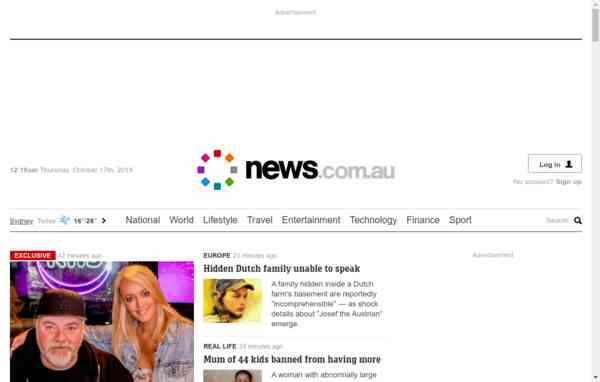 Advertisement
12:19am Thursday, October 17th, 2019
news.com.au
Log in
No account? Sign up
Sydney Today 16°/26°
National World Lifestyle Travel Entertainment Technology Finance Sport
Search
EXCLUSIVE 42 minutes ago
EUROPE 23 minutes ago
Hidden Dutch family unable to speak
A family hidden inside a Dutch
farm's basement are reportedly
"incomprehensible" — as shock
details about "Josef the Austrian"
emerge.
REAL LIFE 34 minutes ago
Mum of 44 kids banned from having more
A woman with abnormally large
Advertisement